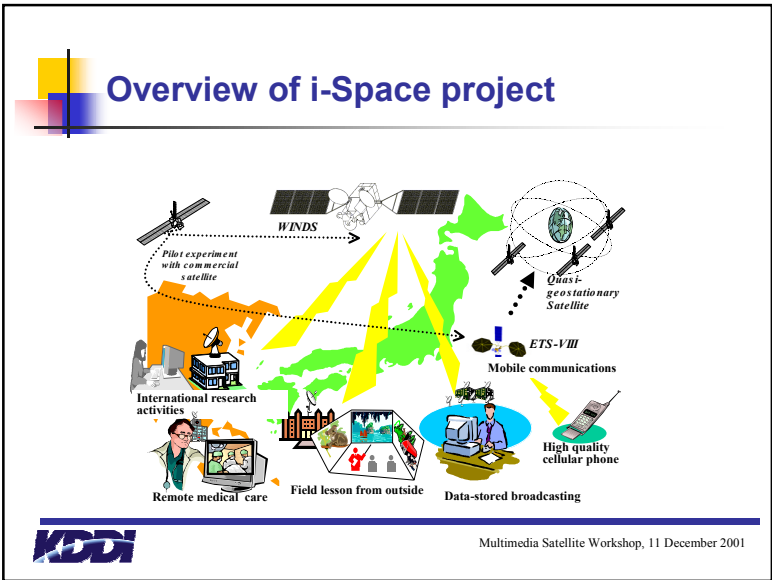 Overview of i-Space project
WINDS
Pilot experiment
with commercial
satellite
Quasi-
geostationary
Satellite
ETS-VIII
Mobile communications
International research
activities
High quality
cellular phone
Remote medical care
Field lesson from outside
Data-stored broadcasting
KDDI
Multimedia Satellite Workshop, 11 December 2001